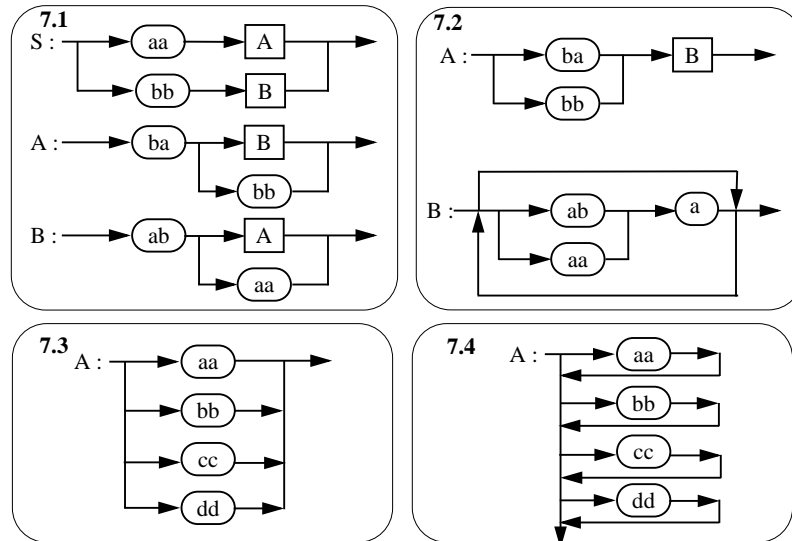 7.1
S : aa A
bb B
A : ba B
bb
B : ab A
aa
7.2
A : ba B
bb
B : ab a
aa
7.3
A : aa
bb
cc
dd
7.4
A : aa
bb
cc
dd